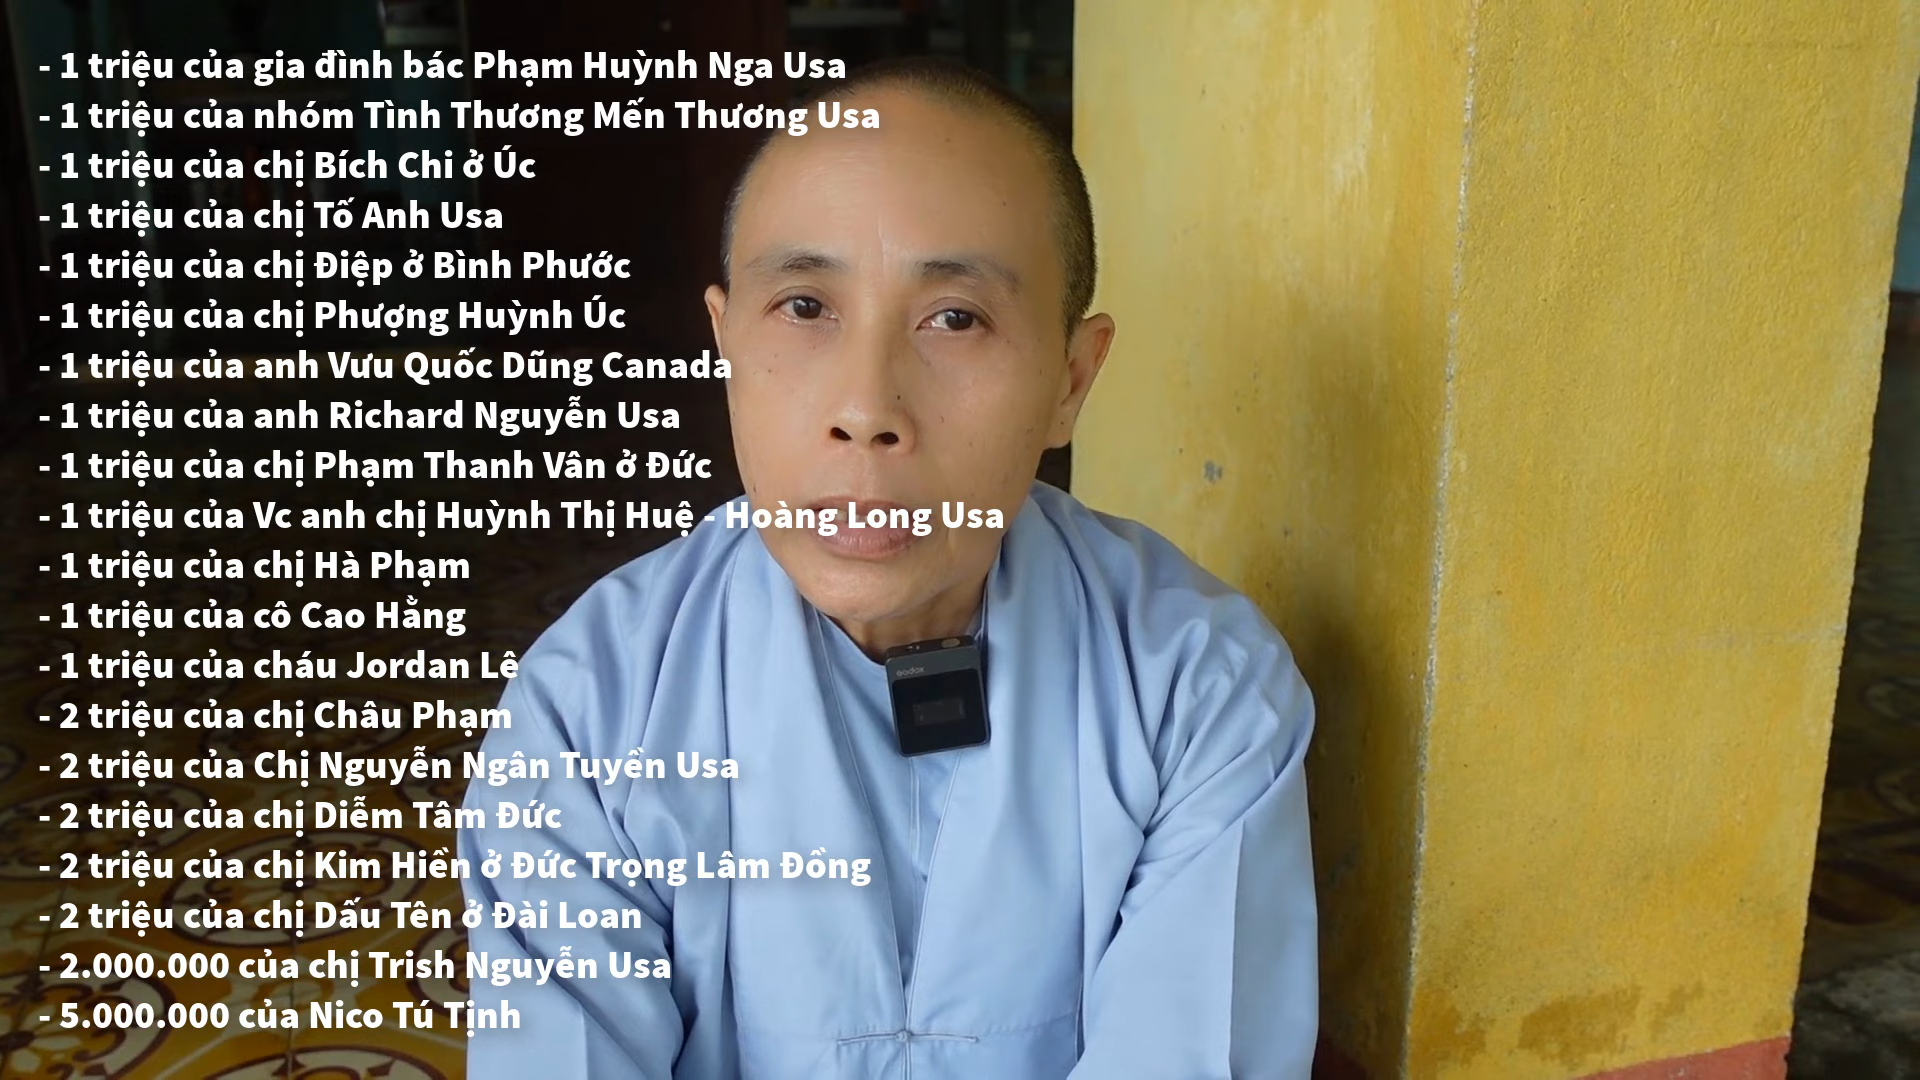 - 1 triệu của gia đình bác Phạm Huỳnh Nga Usa
- 1 triệu của nhóm Tình Thương Mến Thương Usa
- 1 triệu của chị Bích Chi ở Úc
- 1 triệu của chị Tố Anh Usa
- 1 triệu của chị Điệp ở Bình Phước
- 1 triệu của chị Phượng Huỳnh Úc
- 1 triệu của anh Vưu Quốc Dũng Canada
- 1 triệu của anh Richard Nguyễn Usa
- 1 triệu của chị Phạm Thanh Vân ở Đức
- 1 triệu của Vc anh chị Huỳnh Thị Huệ - Hoàng Long Usa
- 1 triệu của chị Hà Phạm
- 1 triệu của cô Cao Hằng
- 1 triệu của cháu Jordan Lê
- 2 triệu của chị Châu Phạm
- 2 triệu của Chị Nguyễn Ngân Tuyền Usa
- 2 triệu của chị Diễm Tâm Đức
- 2 triệu của chị Kim Hiền ở Đức Trọng Lâm Đồng
- 2 triệu của chị Dấu Tên ở Đài Loan
- 2.000.000 của chị Trish Nguyễn Usa
- 5.000.000 của Nico Tú Tịnh
Godox